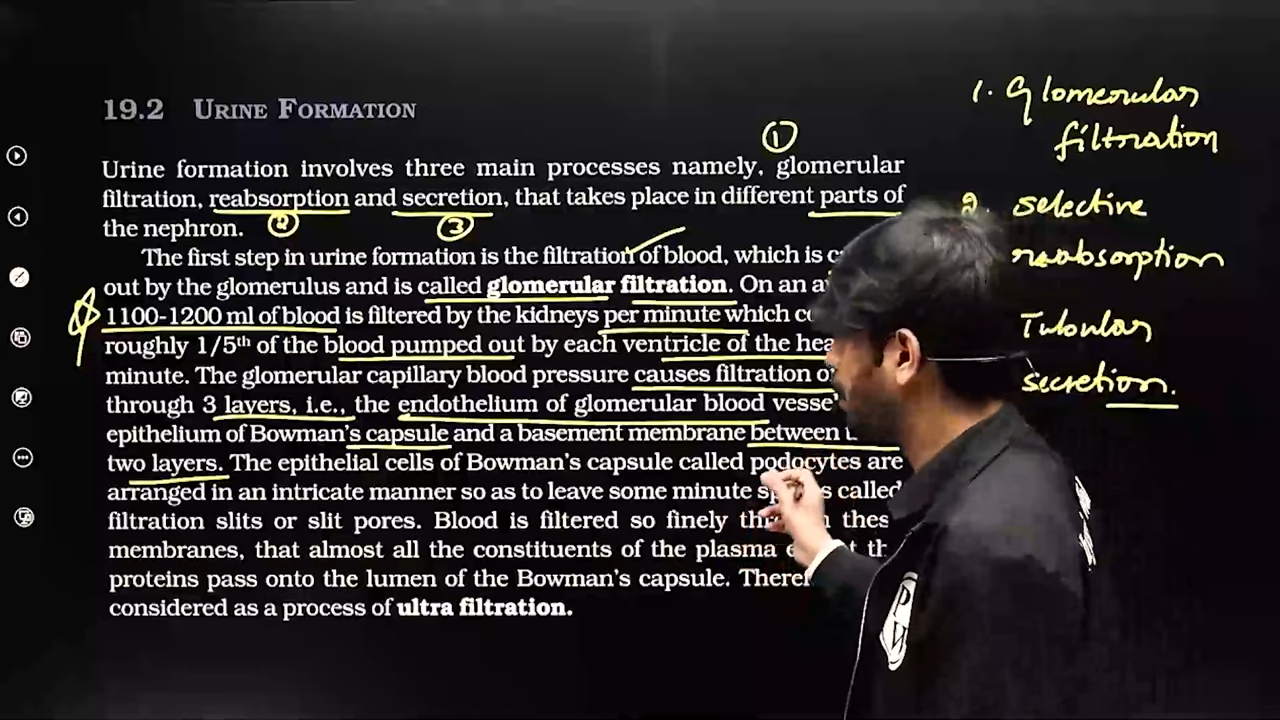 19.2 URINE FORMATION
①
Urine formation involves three main processes namely, glomerular
filtration, reabsorption and secretion, that takes place in different parts of
② ③
the nephron.
The first step in urine formation is the filtration of blood, which is
out by the glomerulus and is called glomerular filtration. On an
1100-1200 ml of blood is filtered by the kidneys per minute which
roughly 1/5th of the blood pumped out by each ventricle of the
minute. The glomerular capillary blood pressure causes filtration
through 3 layers, i.e., the endothelium of glomerular blood
epithelium of Bowman's capsule and a basement membrane between
two layers. The epithelial cells of Bowman's capsule called podocytes are
arranged in an intricate manner so as to leave some minute called
filtration slits or slit pores. Blood is filtered so finely
membranes, that almost all the constituents of the plasma
proteins pass onto the lumen of the Bowman's capsule.
considered as a process of ultra filtration.
1. Glomerular
filtration
2. selective
reabsorption
Tubular
secretion.
P
W